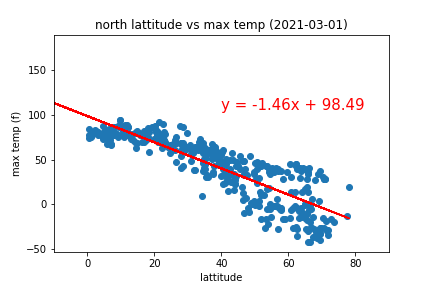 north lattitude vs max temp (2021-03-01)
max temp (f)
150
100
50
0
−50
y = -1.46x + 98.49
0
20
40
60
80
lattitude